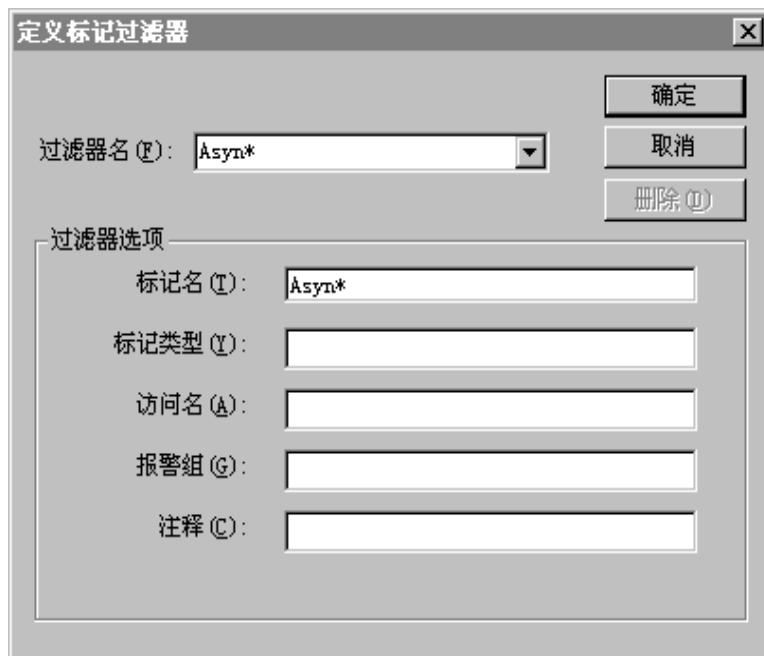 定义标记过滤器
确定
过滤器名(F): Asyn*
取消
删除(D)
过滤器选项
标记名(T): Asyn*
标记类型(Y):
访问名(A):
报警组(G):
注释(C):